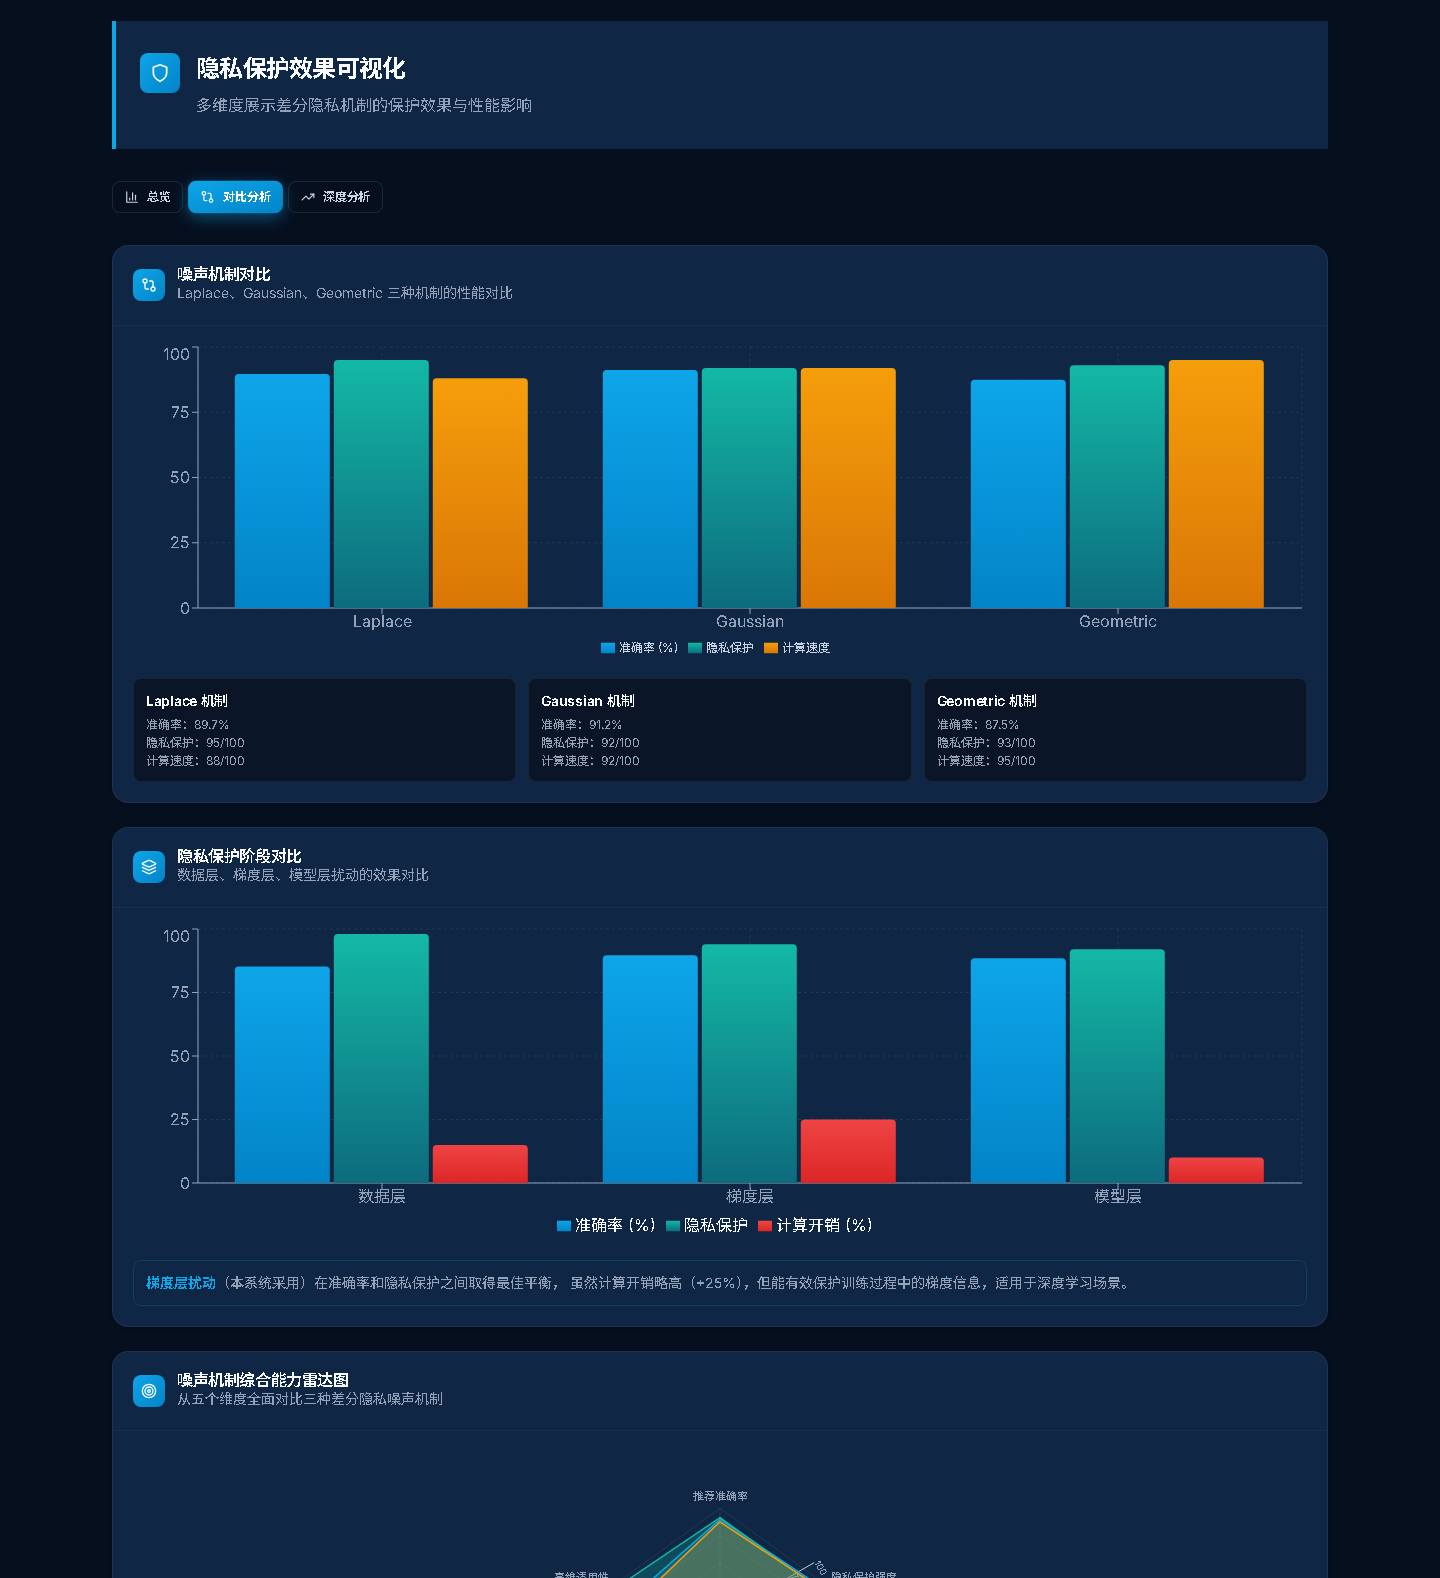 隐私保护效果可视化
多维度展示差分隐私机制的保护效果与性能影响
总览
对比分析
深度分析
噪声机制对比
Laplace、Gaussian、Geometric 三种机制的性能对比
100
75
50
25
0
Laplace
Gaussian
Geometric
准确率 (%)
隐私保护
计算速度
Laplace 机制
准确率：89.7%
隐私保护：95/100
计算速度：88/100
Gaussian 机制
准确率：91.2%
隐私保护：92/100
计算速度：92/100
Geometric 机制
准确率：87.5%
隐私保护：93/100
计算速度：95/100
隐私保护阶段对比
数据层、梯度层、模型层扰动的效果对比
100
75
50
25
0
数据层
梯度层
模型层
准确率 (%)
隐私保护
计算开销 (%)
梯度层扰动（本系统采用）在准确率和隐私保护之间取得最佳平衡， 虽然计算开销略高（+25%），但能有效保护训练过程中的梯度信息，适用于深度学习场景。
噪声机制综合能力雷达图
从五个维度全面对比三种差分隐私噪声机制
推荐准确率
100
高维适用性
隐私保护强度